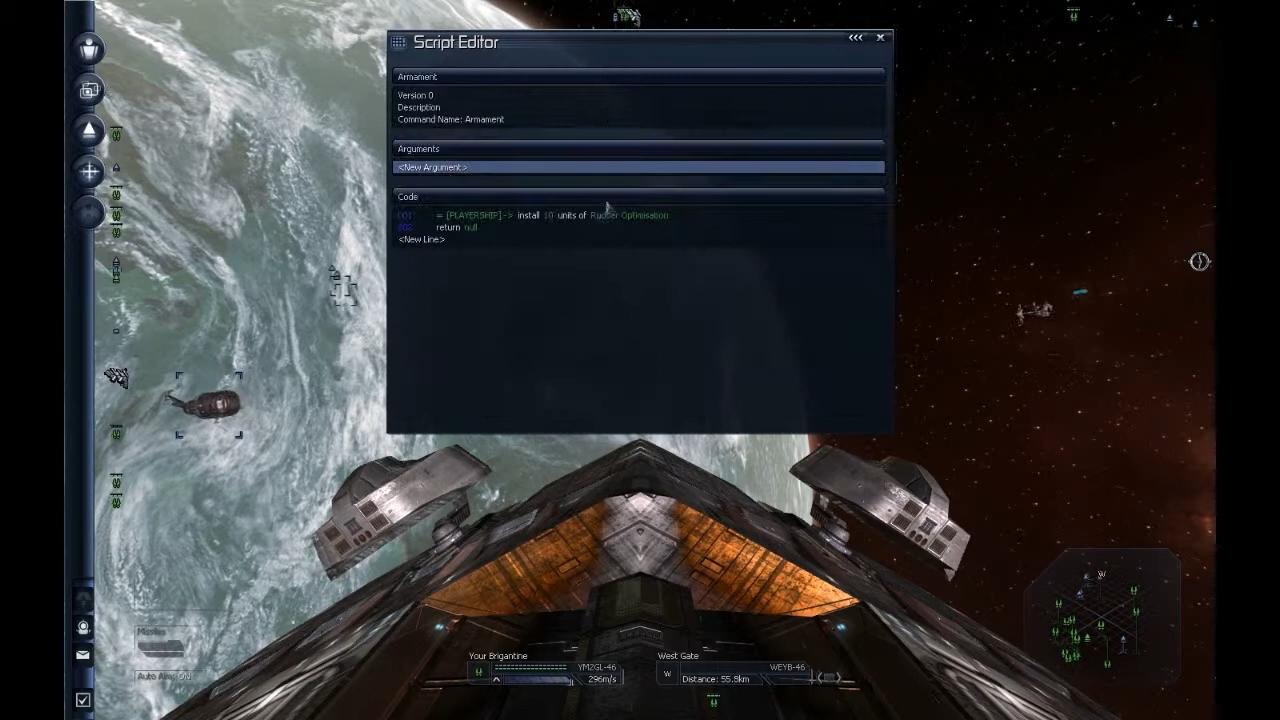 Script Editor
Armament
Version 0
Description
Command Name: Armament
Arguments
<New Argument>
Code
001 = [PLAYERSHIP]-> install 10 units of Rudder Optimisation
002 return null
<New Line>
Missiles
Auto Aim: ON
Your Brigantine
YM2GL-46
296m/s
West Gate
W
WEYB-46
Distance: 55.9km
W